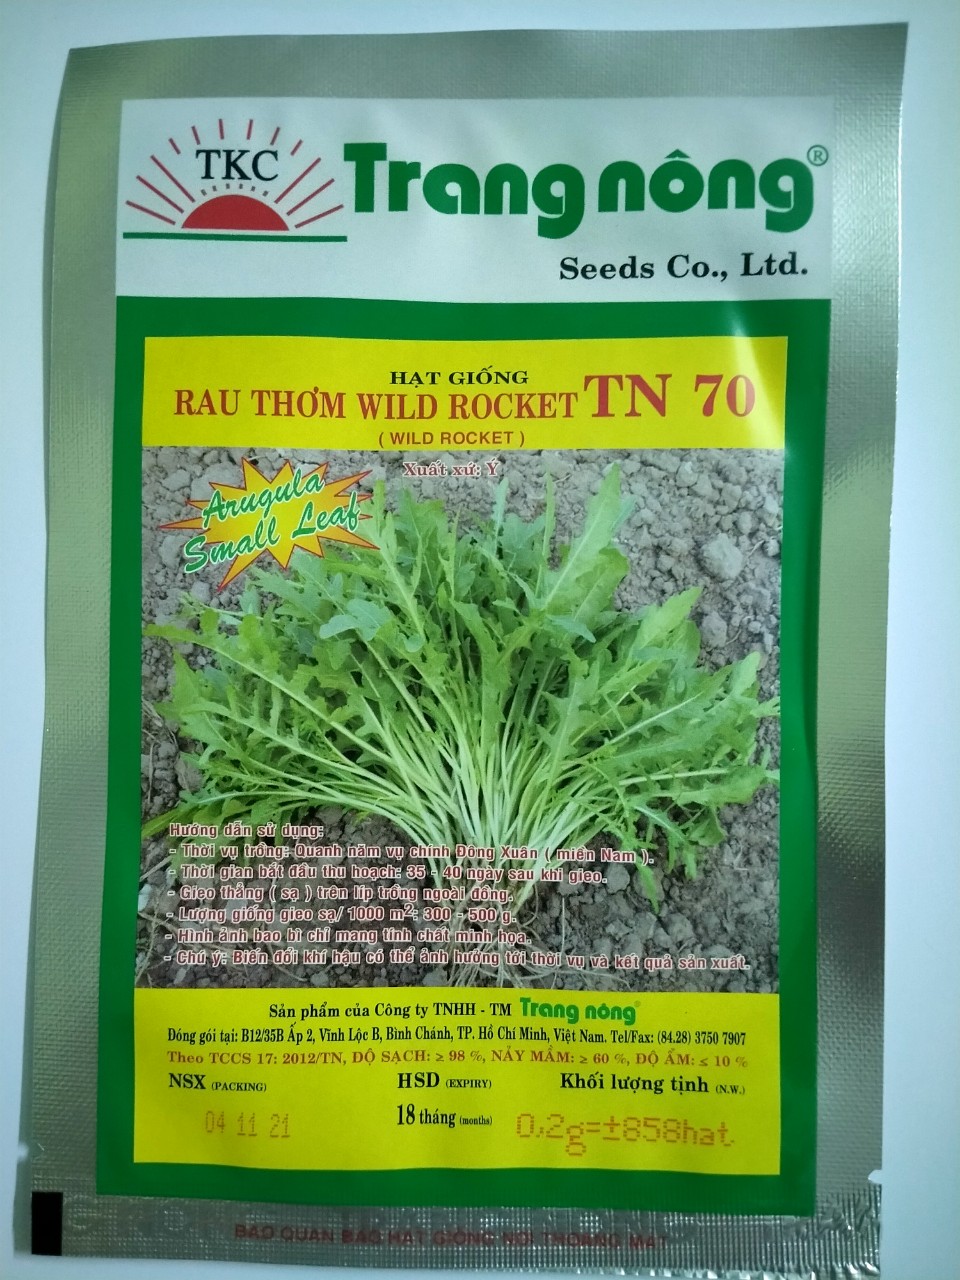 TKC
Trang nông®
Seeds Co., Ltd.
HẠT GIỐNG
RAU THƠM WILD ROCKET TN 70
( WILD ROCKET )
Xuất xứ: Ý
Arugula
Small Leaf
Hướng dẫn sử dụng:
- Thời vụ trồng: Quanh năm vụ chính Đông Xuân ( miền Nam ).
- Thời gian bắt đầu thu hoạch: 35 - 40 ngày sau khi gieo.
- Gieo thẳng ( sạ ) trên líp trồng ngoài đồng.
- Lượng giống gieo sạ/ 1000 m²: 300 - 500 g.
- Hình ảnh bao bì chỉ mang tính chất minh họa.
- Chú ý: Biến đổi khí hậu có thể ảnh hưởng tới thời vụ và kết quả sản xuất.
Sản phẩm của Công ty TNHH - TM Trang nông®
Đóng gói tại: B12/35B Ấp 2, Vĩnh Lộc B, Bình Chánh, TP. Hồ Chí Minh, Việt Nam. Tel/Fax: (84.28) 3750 7907
Theo TCCS 17: 2012/TN, ĐỘ SẠCH: ≥ 98 %, NẢY MẦM: ≥ 60 %, ĐỘ ẨM: ≤ 10 %
NSX (PACKING) HSD (EXPIRY) Khối lượng tịnh (N.W.)
04 11 21 18 tháng (months) 0,2g=±858hat
BẢO QUẢN BAO HẠT GIỐNG NƠI THOÁNG MÁT